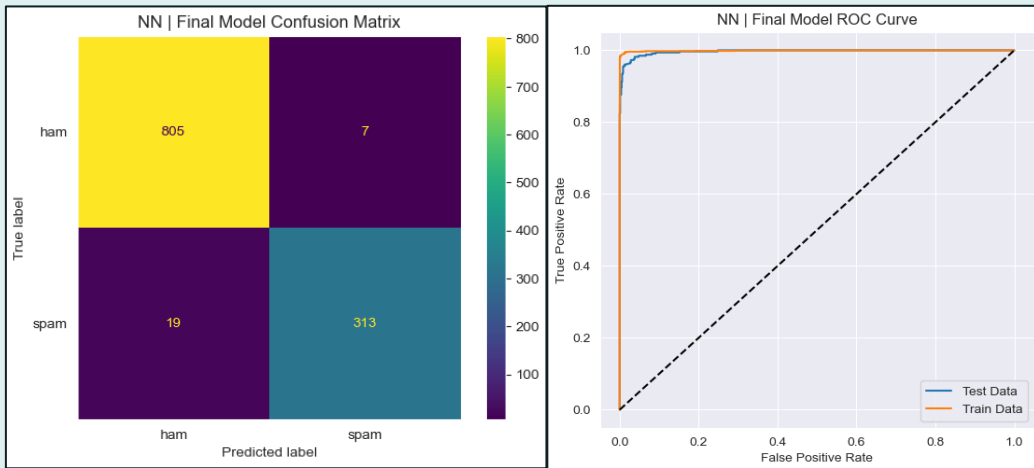 NN | Final Model Confusion Matrix
800
700
600
500
400
300
200
100
ham
805
7
spam
19
313
True label
ham
spam
Predicted label
NN | Final Model ROC Curve
1.0
0.8
0.6
0.4
0.2
0.0
True Positive Rate
Test Data
Train Data
0.0
0.2
0.4
0.6
0.8
1.0
False Positive Rate